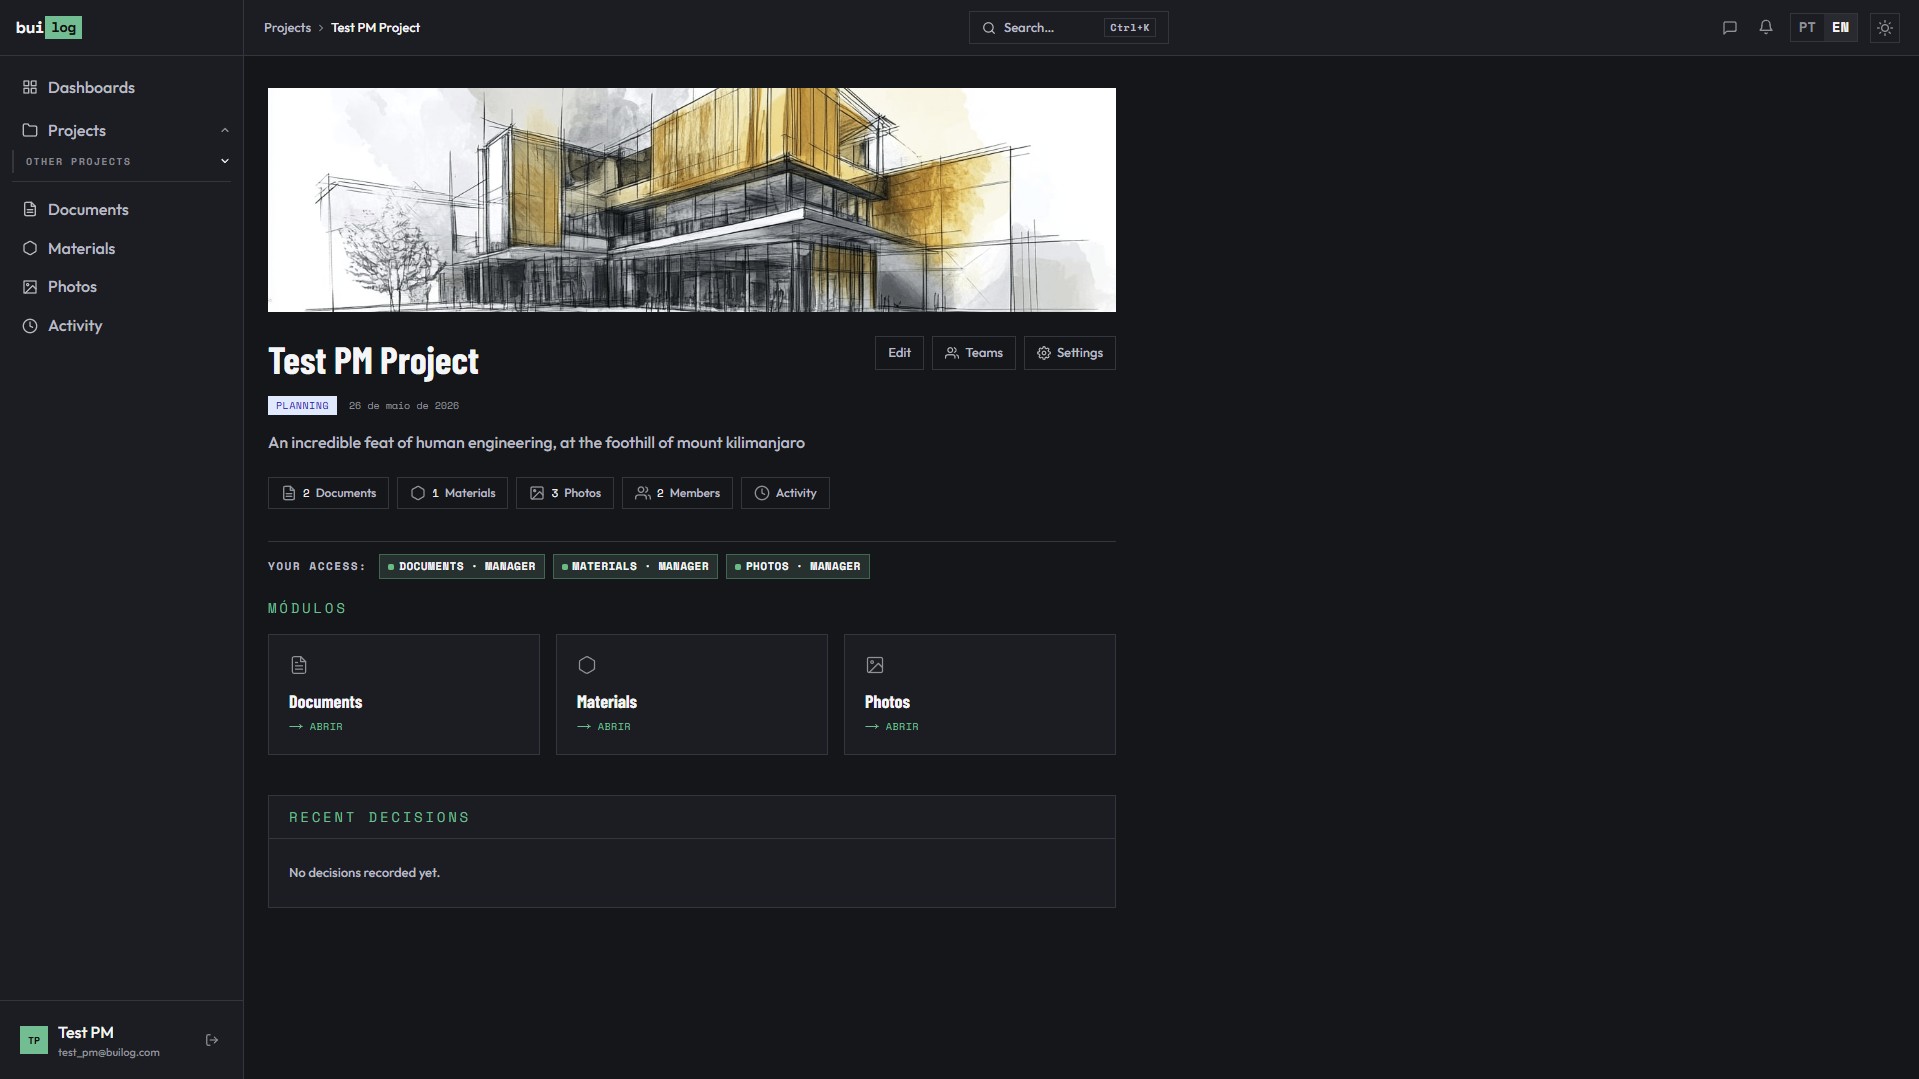 builog
Projects › Test PM Project
Search... Ctrl+K
PT EN
Dashboards
Projects
OTHER PROJECTS
Documents
Materials
Photos
Activity
Test PM Project
Edit Teams Settings
PLANNING 26 de maio de 2026
An incredible feat of human engineering, at the foothill of mount kilimanjaro
2 Documents 1 Materials 3 Photos 2 Members Activity
YOUR ACCESS: DOCUMENTS · MANAGER MATERIALS · MANAGER PHOTOS · MANAGER
MÓDULOS
Documents
→ ABRIR
Materials
→ ABRIR
Photos
→ ABRIR
RECENT DECISIONS
No decisions recorded yet.
TP
Test PM
test_pm@builog.com